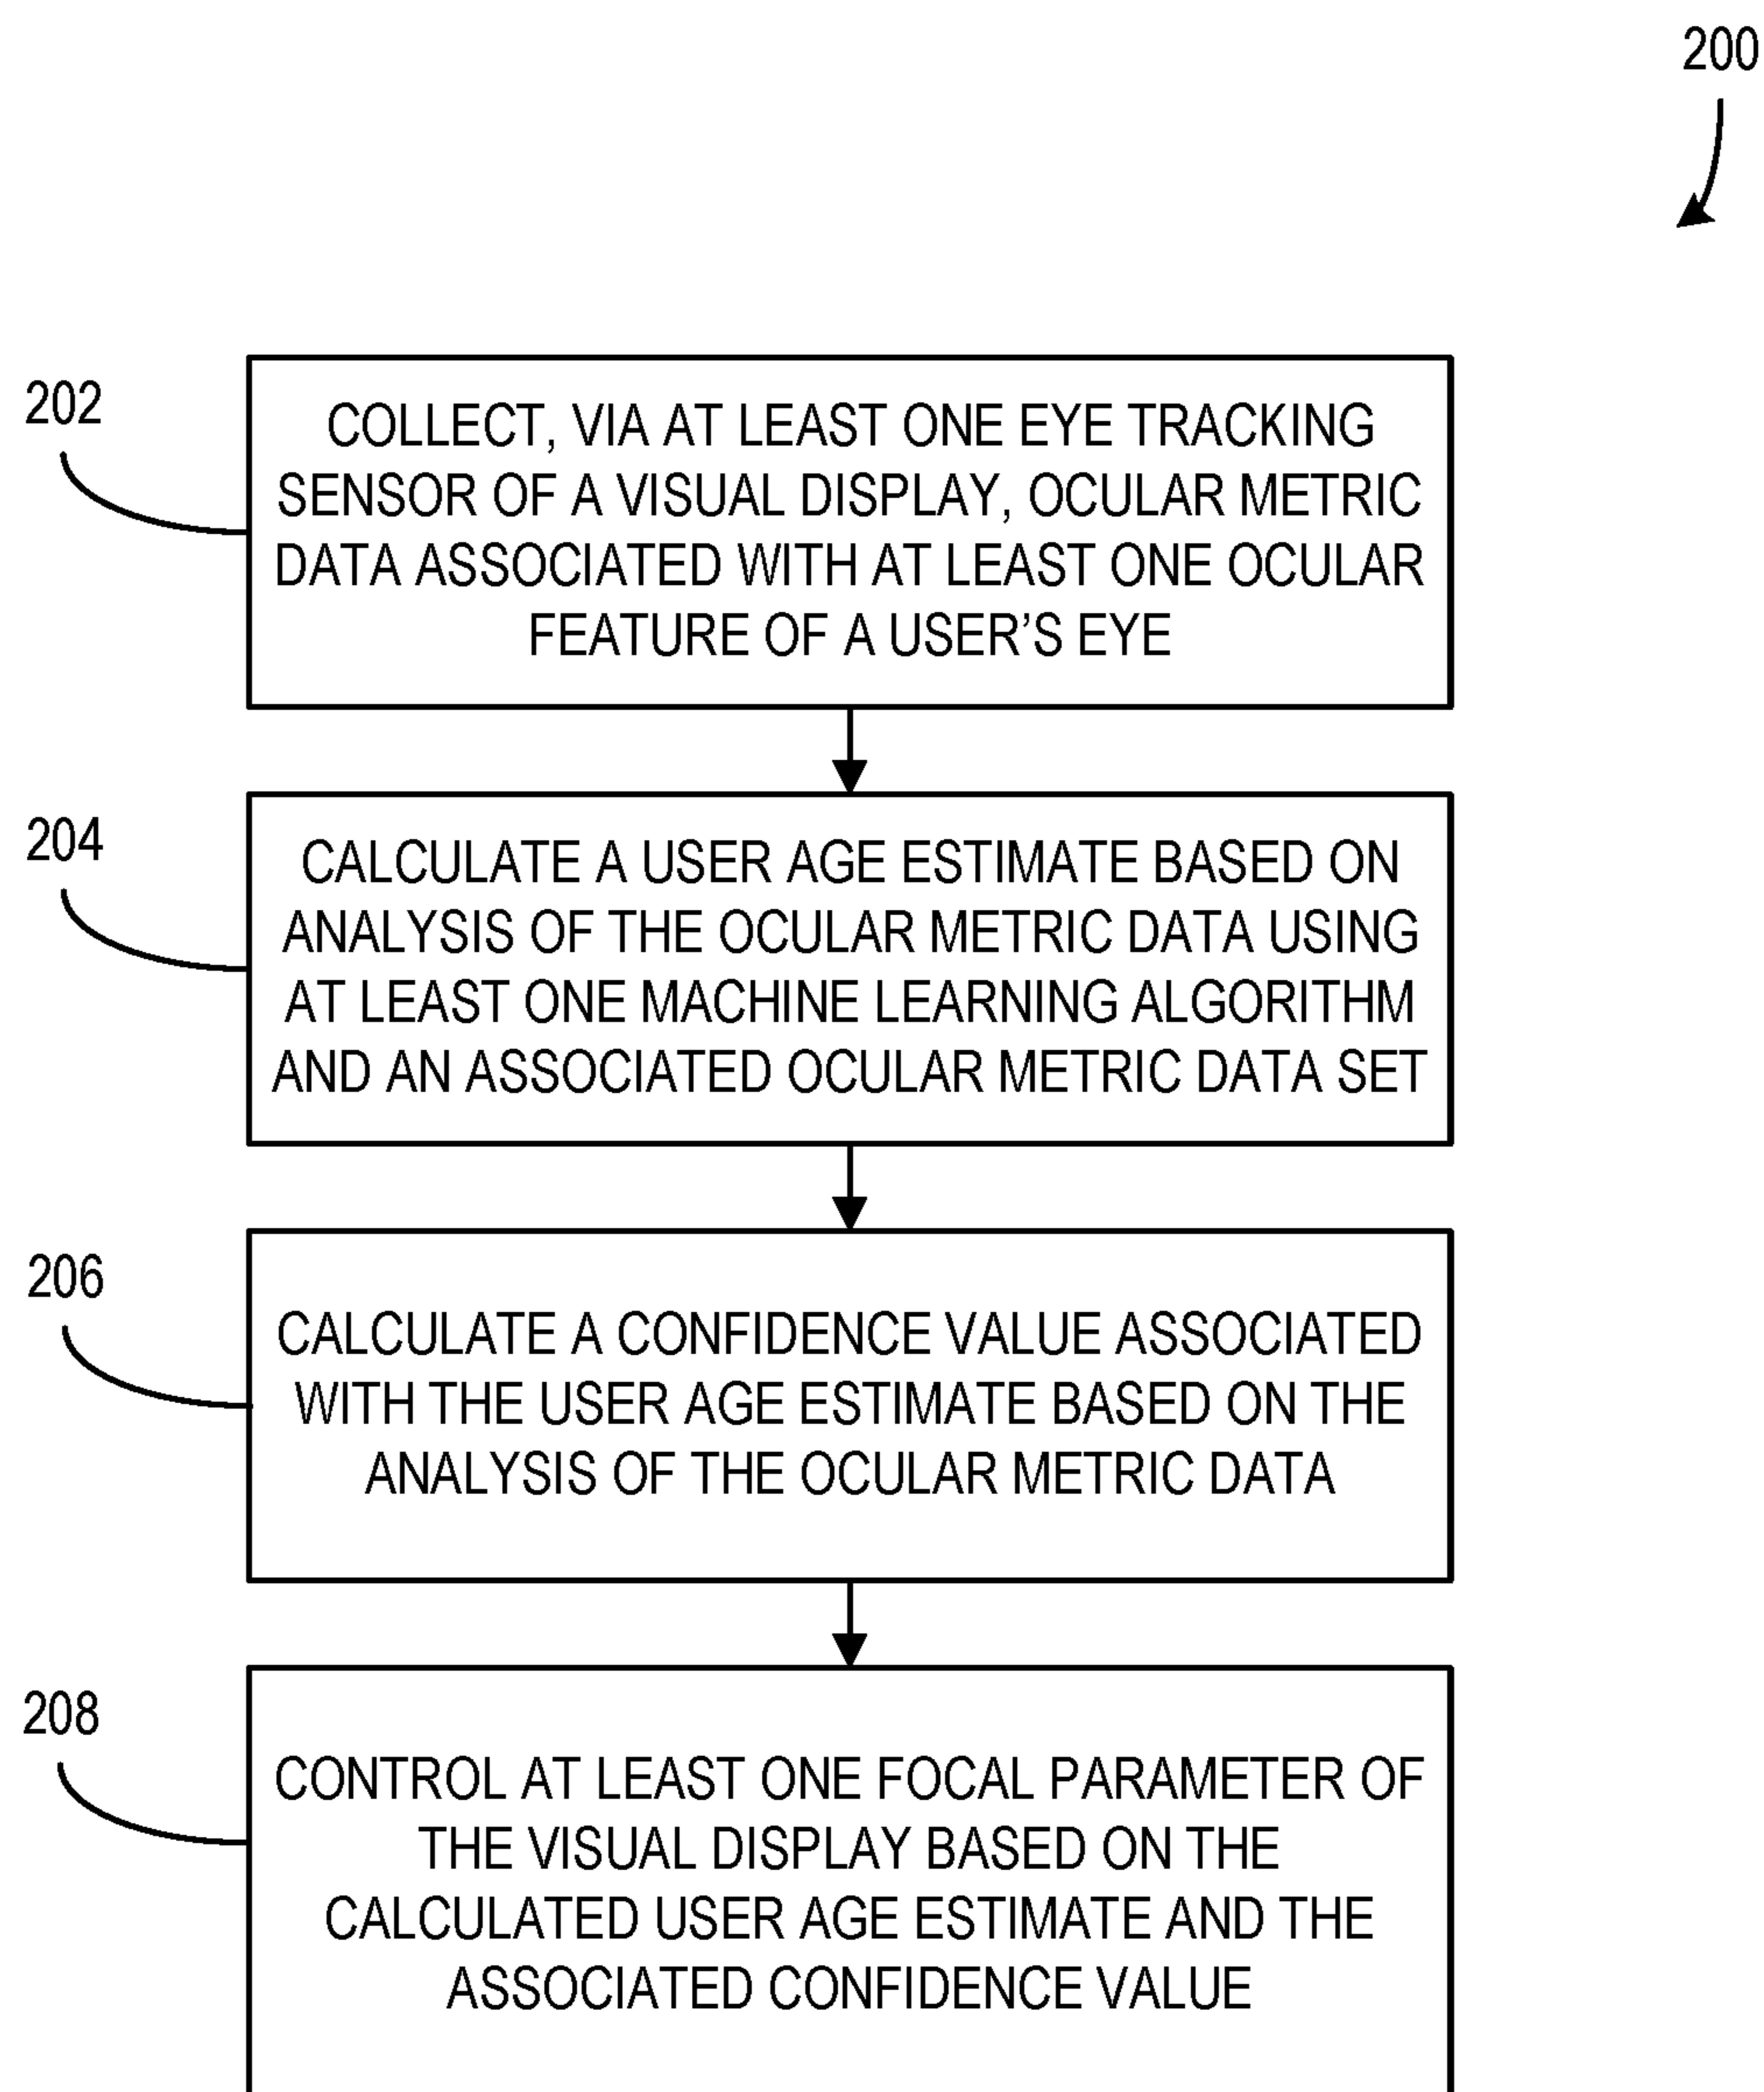 200
202
COLLECT, VIA AT LEAST ONE EYE TRACKING
SENSOR OF A VISUAL DISPLAY, OCULAR METRIC
DATA ASSOCIATED WITH AT LEAST ONE OCULAR
FEATURE OF A USER’S EYE
204
CALCULATE A USER AGE ESTIMATE BASED ON
ANALYSIS OF THE OCULAR METRIC DATA USING
AT LEAST ONE MACHINE LEARNING ALGORITHM
AND AN ASSOCIATED OCULAR METRIC DATA SET
206
CALCULATE A CONFIDENCE VALUE ASSOCIATED
WITH THE USER AGE ESTIMATE BASED ON THE
ANALYSIS OF THE OCULAR METRIC DATA
208
CONTROL AT LEAST ONE FOCAL PARAMETER OF
THE VISUAL DISPLAY BASED ON THE
CALCULATED USER AGE ESTIMATE AND THE
ASSOCIATED CONFIDENCE VALUE